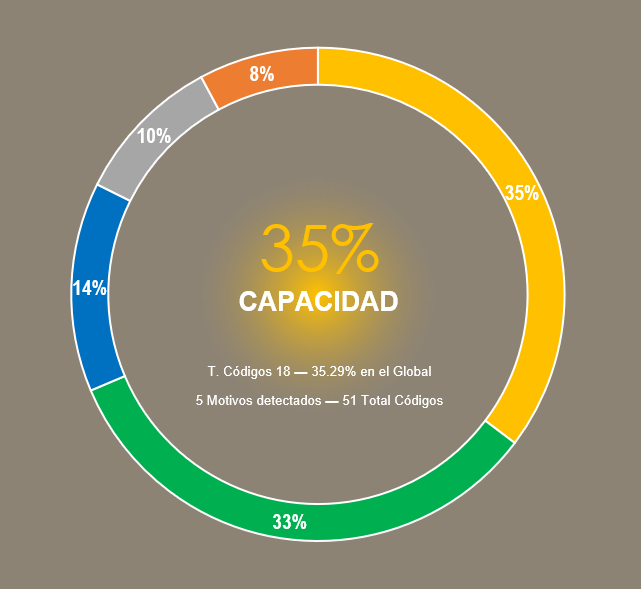 8%
10%
35%
35%
CAPACIDAD
14%
T. Códigos 18 — 35.29% en el Global
5 Motivos detectados — 51 Total Códigos
33%